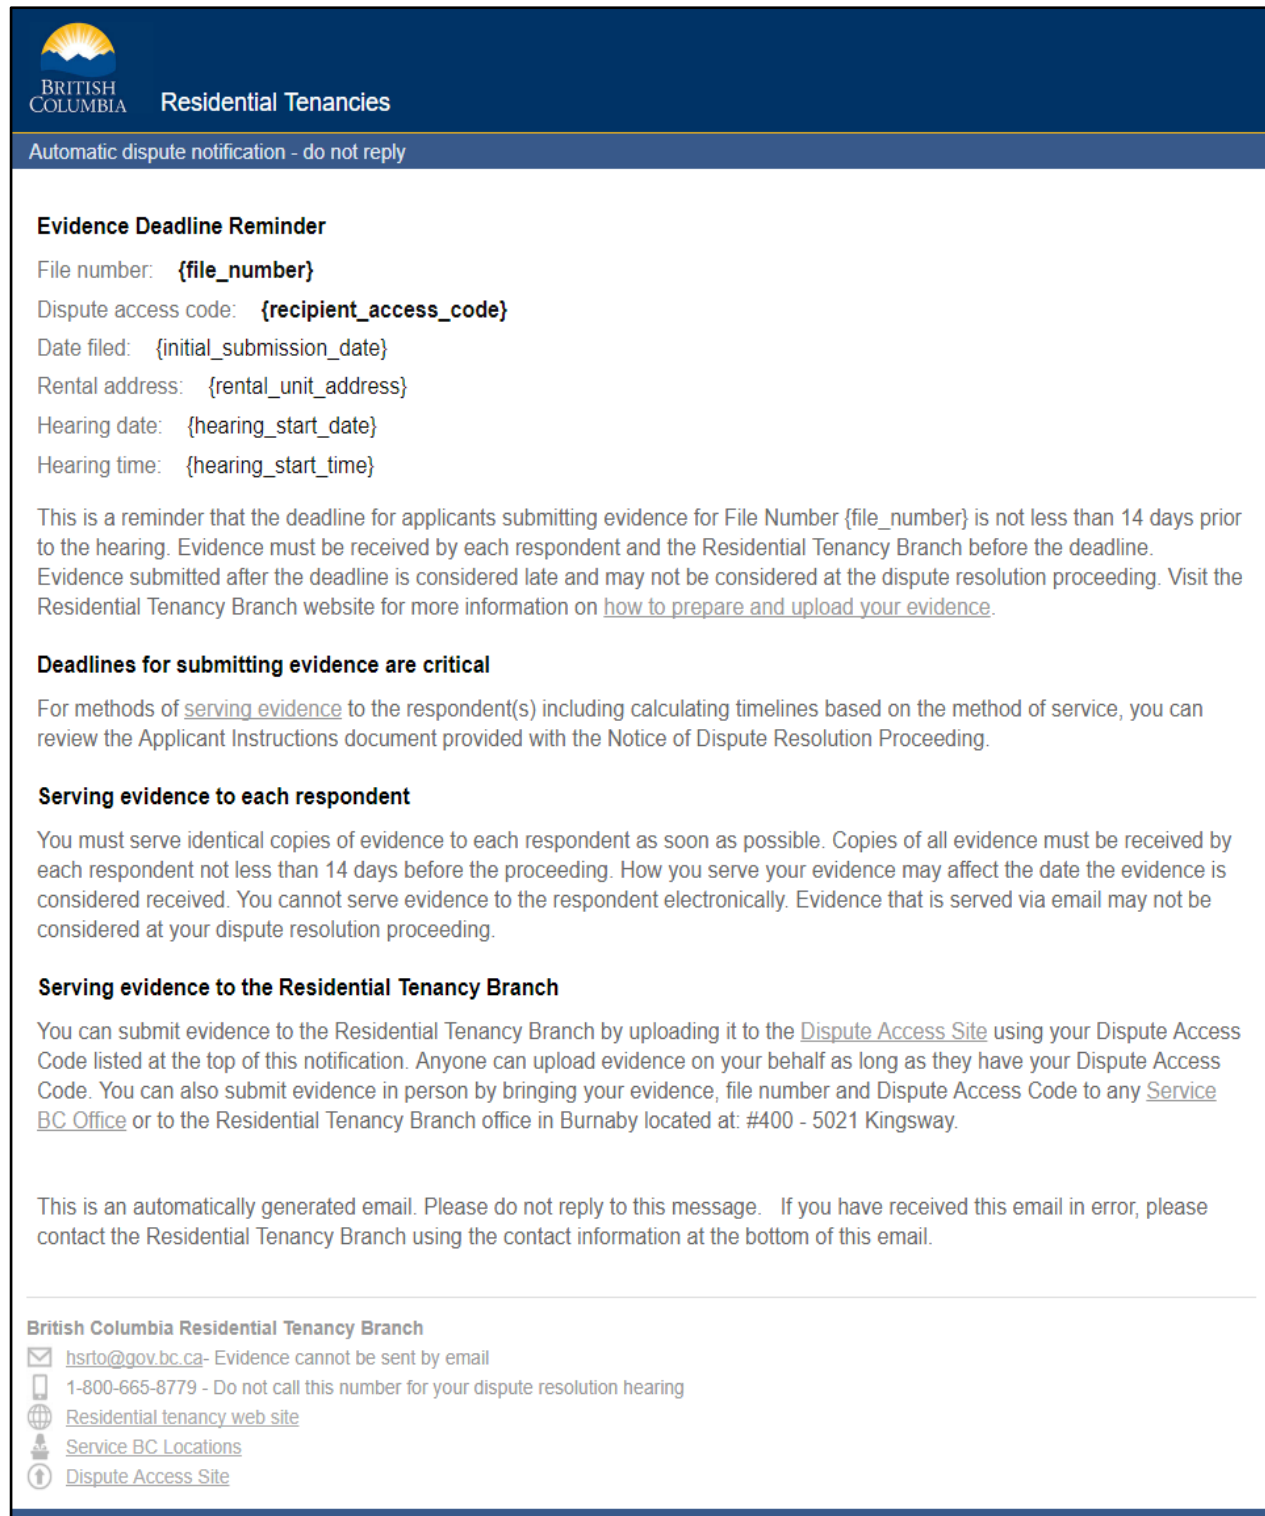 BRITISH
COLUMBIA
Residential Tenancies
Automatic dispute notification - do not reply
Evidence Deadline Reminder
File number: {file_number}
Dispute access code: {recipient_access_code}
Date filed: {initial_submission_date}
Rental address: {rental_unit_address}
Hearing date: {hearing_start_date}
Hearing time: {hearing_start_time}
This is a reminder that the deadline for applicants submitting evidence for File Number {file_number} is not less than 14 days prior
to the hearing. Evidence must be received by each respondent and the Residential Tenancy Branch before the deadline.
Evidence submitted after the deadline is considered late and may not be considered at the dispute resolution proceeding. Visit the
Residential Tenancy Branch website for more information on how to prepare and upload your evidence.
Deadlines for submitting evidence are critical
For methods of serving evidence to the respondent(s) including calculating timelines based on the method of service, you can
review the Applicant Instructions document provided with the Notice of Dispute Resolution Proceeding.
Serving evidence to each respondent
You must serve identical copies of evidence to each respondent as soon as possible. Copies of all evidence must be received by
each respondent not less than 14 days before the proceeding. How you serve your evidence may affect the date the evidence is
considered received. You cannot serve evidence to the respondent electronically. Evidence that is served via email may not be
considered at your dispute resolution proceeding.
Serving evidence to the Residential Tenancy Branch
You can submit evidence to the Residential Tenancy Branch by uploading it to the Dispute Access Site using your Dispute Access
Code listed at the top of this notification. Anyone can upload evidence on your behalf as long as they have your Dispute Access
Code. You can also submit evidence in person by bringing your evidence, file number and Dispute Access Code to any Service
BC Office or to the Residential Tenancy Branch office in Burnaby located at: #400 - 5021 Kingsway.
This is an automatically generated email. Please do not reply to this message. If you have received this email in error, please
contact the Residential Tenancy Branch using the contact information at the bottom of this email.
British Columbia Residential Tenancy Branch
hsrto@gov.bc.ca- Evidence cannot be sent by email
1-800-665-8779 - Do not call this number for your dispute resolution hearing
Residential tenancy web site
Service BC Locations
Dispute Access Site